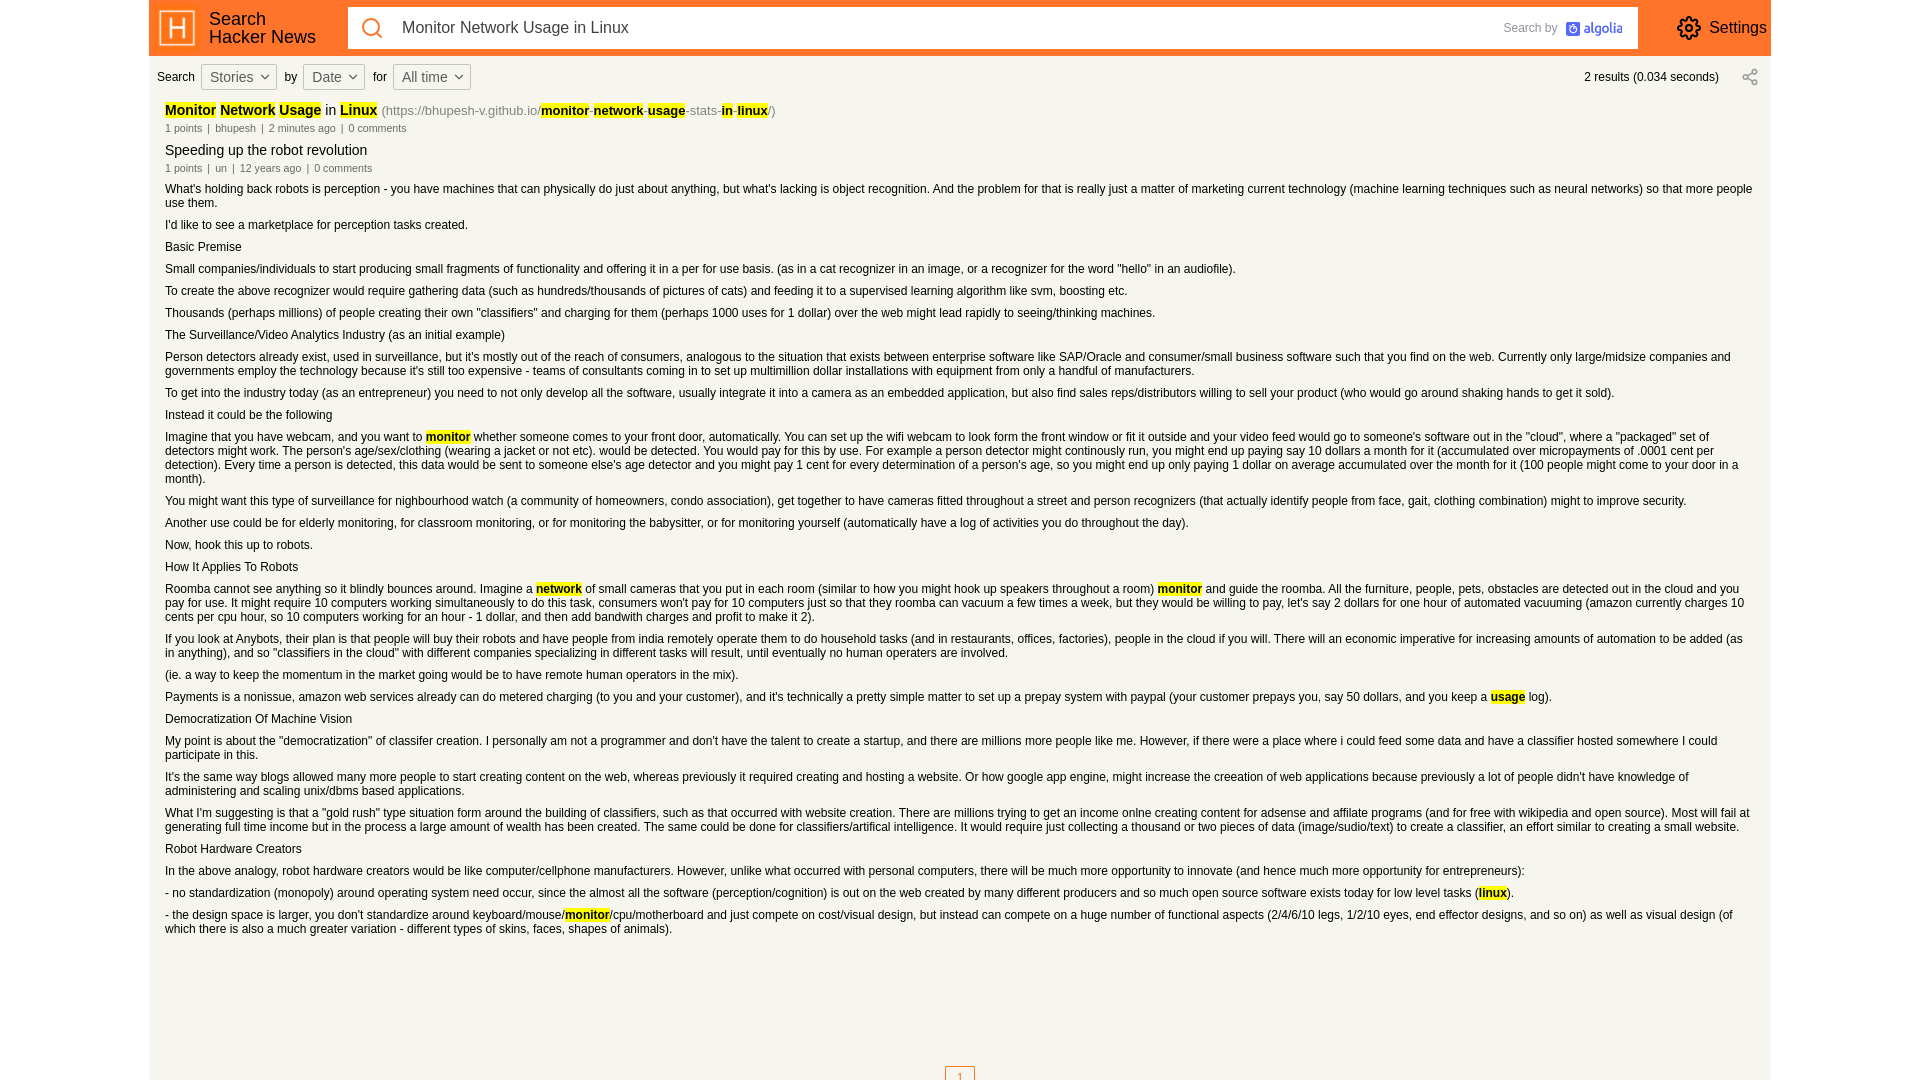 Search
Hacker News
Monitor Network Usage in Linux
Search by algolia
Settings
Search Stories by Date for All time
2 results (0.034 seconds)
Monitor Network Usage in Linux (https://bhupesh-v.github.io/monitor-network-usage-stats-in-linux/)
1 points | bhupesh | 2 minutes ago | 0 comments
Speeding up the robot revolution
1 points | un | 12 years ago | 0 comments
What's holding back robots is perception - you have machines that can physically do just about anything, but what's lacking is object recognition. And the problem for that is really just a matter of marketing current technology (machine learning techniques such as neural networks) so that more people
use them.
I'd like to see a marketplace for perception tasks created.
Basic Premise
Small companies/individuals to start producing small fragments of functionality and offering it in a per for use basis. (as in a cat recognizer in an image, or a recognizer for the word "hello" in an audiofile).
To create the above recognizer would require gathering data (such as hundreds/thousands of pictures of cats) and feeding it to a supervised learning algorithm like svm, boosting etc.
Thousands (perhaps millions) of people creating their own "classifiers" and charging for them (perhaps 1000 uses for 1 dollar) over the web might lead rapidly to seeing/thinking machines.
The Surveillance/Video Analytics Industry (as an initial example)
Person detectors already exist, used in surveillance, but it's mostly out of the reach of consumers, analogous to the situation that exists between enterprise software like SAP/Oracle and consumer/small business software such that you find on the web. Currently only large/midsize companies and
governments employ the technology because it's still too expensive - teams of consultants coming in to set up multimillion dollar installations with equipment from only a handful of manufacturers.
To get into the industry today (as an entrepreneur) you need to not only develop all the software, usually integrate it into a camera as an embedded application, but also find sales reps/distributors willing to sell your product (who would go around shaking hands to get it sold).
Instead it could be the following
Imagine that you have webcam, and you want to monitor whether someone comes to your front door, automatically. You can set up the wifi webcam to look form the front window or fit it outside and your video feed would go to someone's software out in the "cloud", where a "packaged" set of
detectors might work. The person's age/sex/clothing (wearing a jacket or not etc). would be detected. You would pay for this by use. For example a person detector might continously run, you might end up paying say 10 dollars a month for it (accumulated over micropayments of .0001 cent per
detection). Every time a person is detected, this data would be sent to someone else's age detector and you might pay 1 cent for every determination of a person's age, so you might end up only paying 1 dollar on average accumulated over the month for it (100 people might come to your door in a
month).
You might want this type of surveillance for nighbourhood watch (a community of homeowners, condo association), get together to have cameras fitted throughout a street and person recognizers (that actually identify people from face, gait, clothing combination) might to improve security.
Another use could be for elderly monitoring, for classroom monitoring, or for monitoring the babysitter, or for monitoring yourself (automatically have a log of activities you do throughout the day).
Now, hook this up to robots.
How It Applies To Robots
Roomba cannot see anything so it blindly bounces around. Imagine a network of small cameras that you put in each room (similar to how you might hook up speakers throughout a room) monitor and guide the roomba. All the furniture, people, pets, obstacles are detected out in the cloud and you
pay for use. It might require 10 computers working simultaneously to do this task, consumers won't pay for 10 computers just so that they roomba can vacuum a few times a week, but they would be willing to pay, let's say 2 dollars for one hour of automated vacuuming (amazon currently charges 10
cents per cpu hour, so 10 computers working for an hour - 1 dollar, and then add bandwith charges and profit to make it 2).
If you look at Anybots, their plan is that people will buy their robots and have people from india remotely operate them to do household tasks (and in restaurants, offices, factories), people in the cloud if you will. There will an economic imperative for increasing amounts of automation to be added (as
in anything), and so "classifiers in the cloud" with different companies specializing in different tasks will result, until eventually no human operaters are involved.
(ie. a way to keep the momentum in the market going would be to have remote human operators in the mix).
Payments is a nonissue, amazon web services already can do metered charging (to you and your customer), and it's technically a pretty simple matter to set up a prepay system with paypal (your customer prepays you, say 50 dollars, and you keep a usage log).
Democratization Of Machine Vision
My point is about the "democratization" of classifer creation. I personally am not a programmer and don't have the talent to create a startup, and there are millions more people like me. However, if there were a place where i could feed some data and have a classifier hosted somewhere I could
participate in this.
It's the same way blogs allowed many more people to start creating content on the web, whereas previously it required creating and hosting a website. Or how google app engine, might increase the creeation of web applications because previously a lot of people didn't have knowledge of
administering and scaling unix/dbms based applications.
What I'm suggesting is that a "gold rush" type situation form around the building of classifiers, such as that occurred with website creation. There are millions trying to get an income onlne creating content for adsense and affilate programs (and for free with wikipedia and open source). Most will fail at
generating full time income but in the process a large amount of wealth has been created. The same could be done for classifiers/artifical intelligence. It would require just collecting a thousand or two pieces of data (image/sudio/text) to create a classifier, an effort similar to creating a small website.
Robot Hardware Creators
In the above analogy, robot hardware creators would be like computer/cellphone manufacturers. However, unlike what occurred with personal computers, there will be much more opportunity to innovate (and hence much more opportunity for entrepreneurs):
- no standardization (monopoly) around operating system need occur, since the almost all the software (perception/cognition) is out on the web created by many different producers and so much open source software exists today for low level tasks (linux).
- the design space is larger, you don't standardize around keyboard/mouse/monitor/cpu/motherboard and just compete on cost/visual design, but instead can compete on a huge number of functional aspects (2/4/6/10 legs, 1/2/10 eyes, end effector designs, and so on) as well as visual design (of
which there is also a much greater variation - different types of skins, faces, shapes of animals).
1